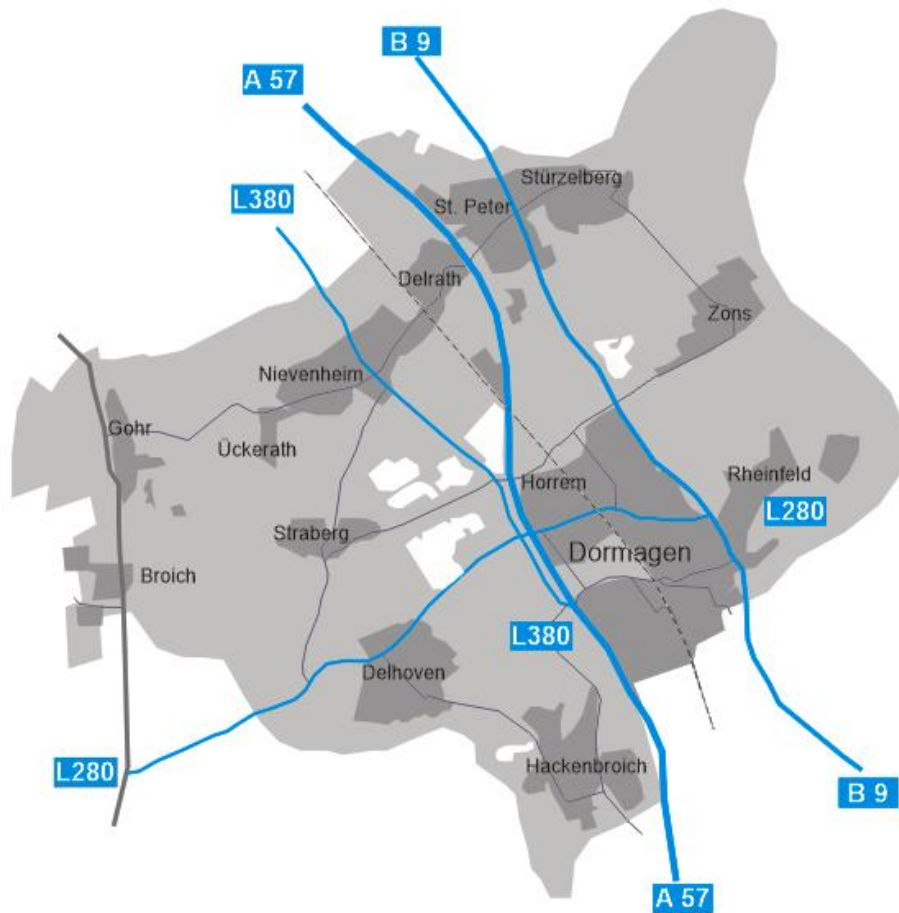 B 9
A 57
Stürzelberg
L380
St. Peter
Delrath
Zons
Nievenheim
Gohr
Ückerath
Rheinfeld
Horrem
L280
Straberg
Dormagen
Broich
L380
Delhoven
L280
Hackenbroich
B 9
A 57